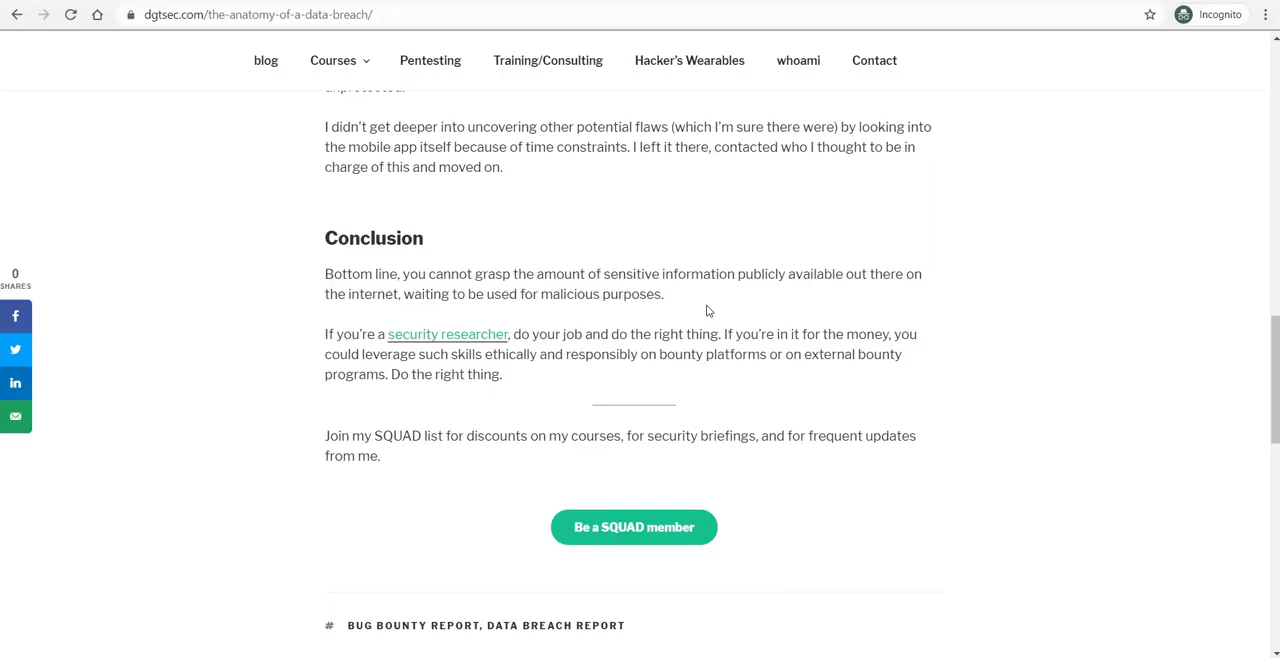 dgtsec.com/the-anatomy-of-a-data-breach/
Incognito
blog Courses Pentesting Training/Consulting Hacker's Wearables whoami Contact
I didn't get deeper into uncovering other potential flaws (which I'm sure there were) by looking into
the mobile app itself because of time constraints. I left it there, contacted who I thought to be in
charge of this and moved on.
Conclusion
Bottom line, you cannot grasp the amount of sensitive information publicly available out there on
the internet, waiting to be used for malicious purposes.
0
SHARES
If you're a security researcher, do your job and do the right thing. If you're in it for the money, you
could leverage such skills ethically and responsibly on bounty platforms or on external bounty
programs. Do the right thing.
Join my SQUAD list for discounts on my courses, for security briefings, and for frequent updates
from me.
Be a SQUAD member
# BUG BOUNTY REPORT, DATA BREACH REPORT